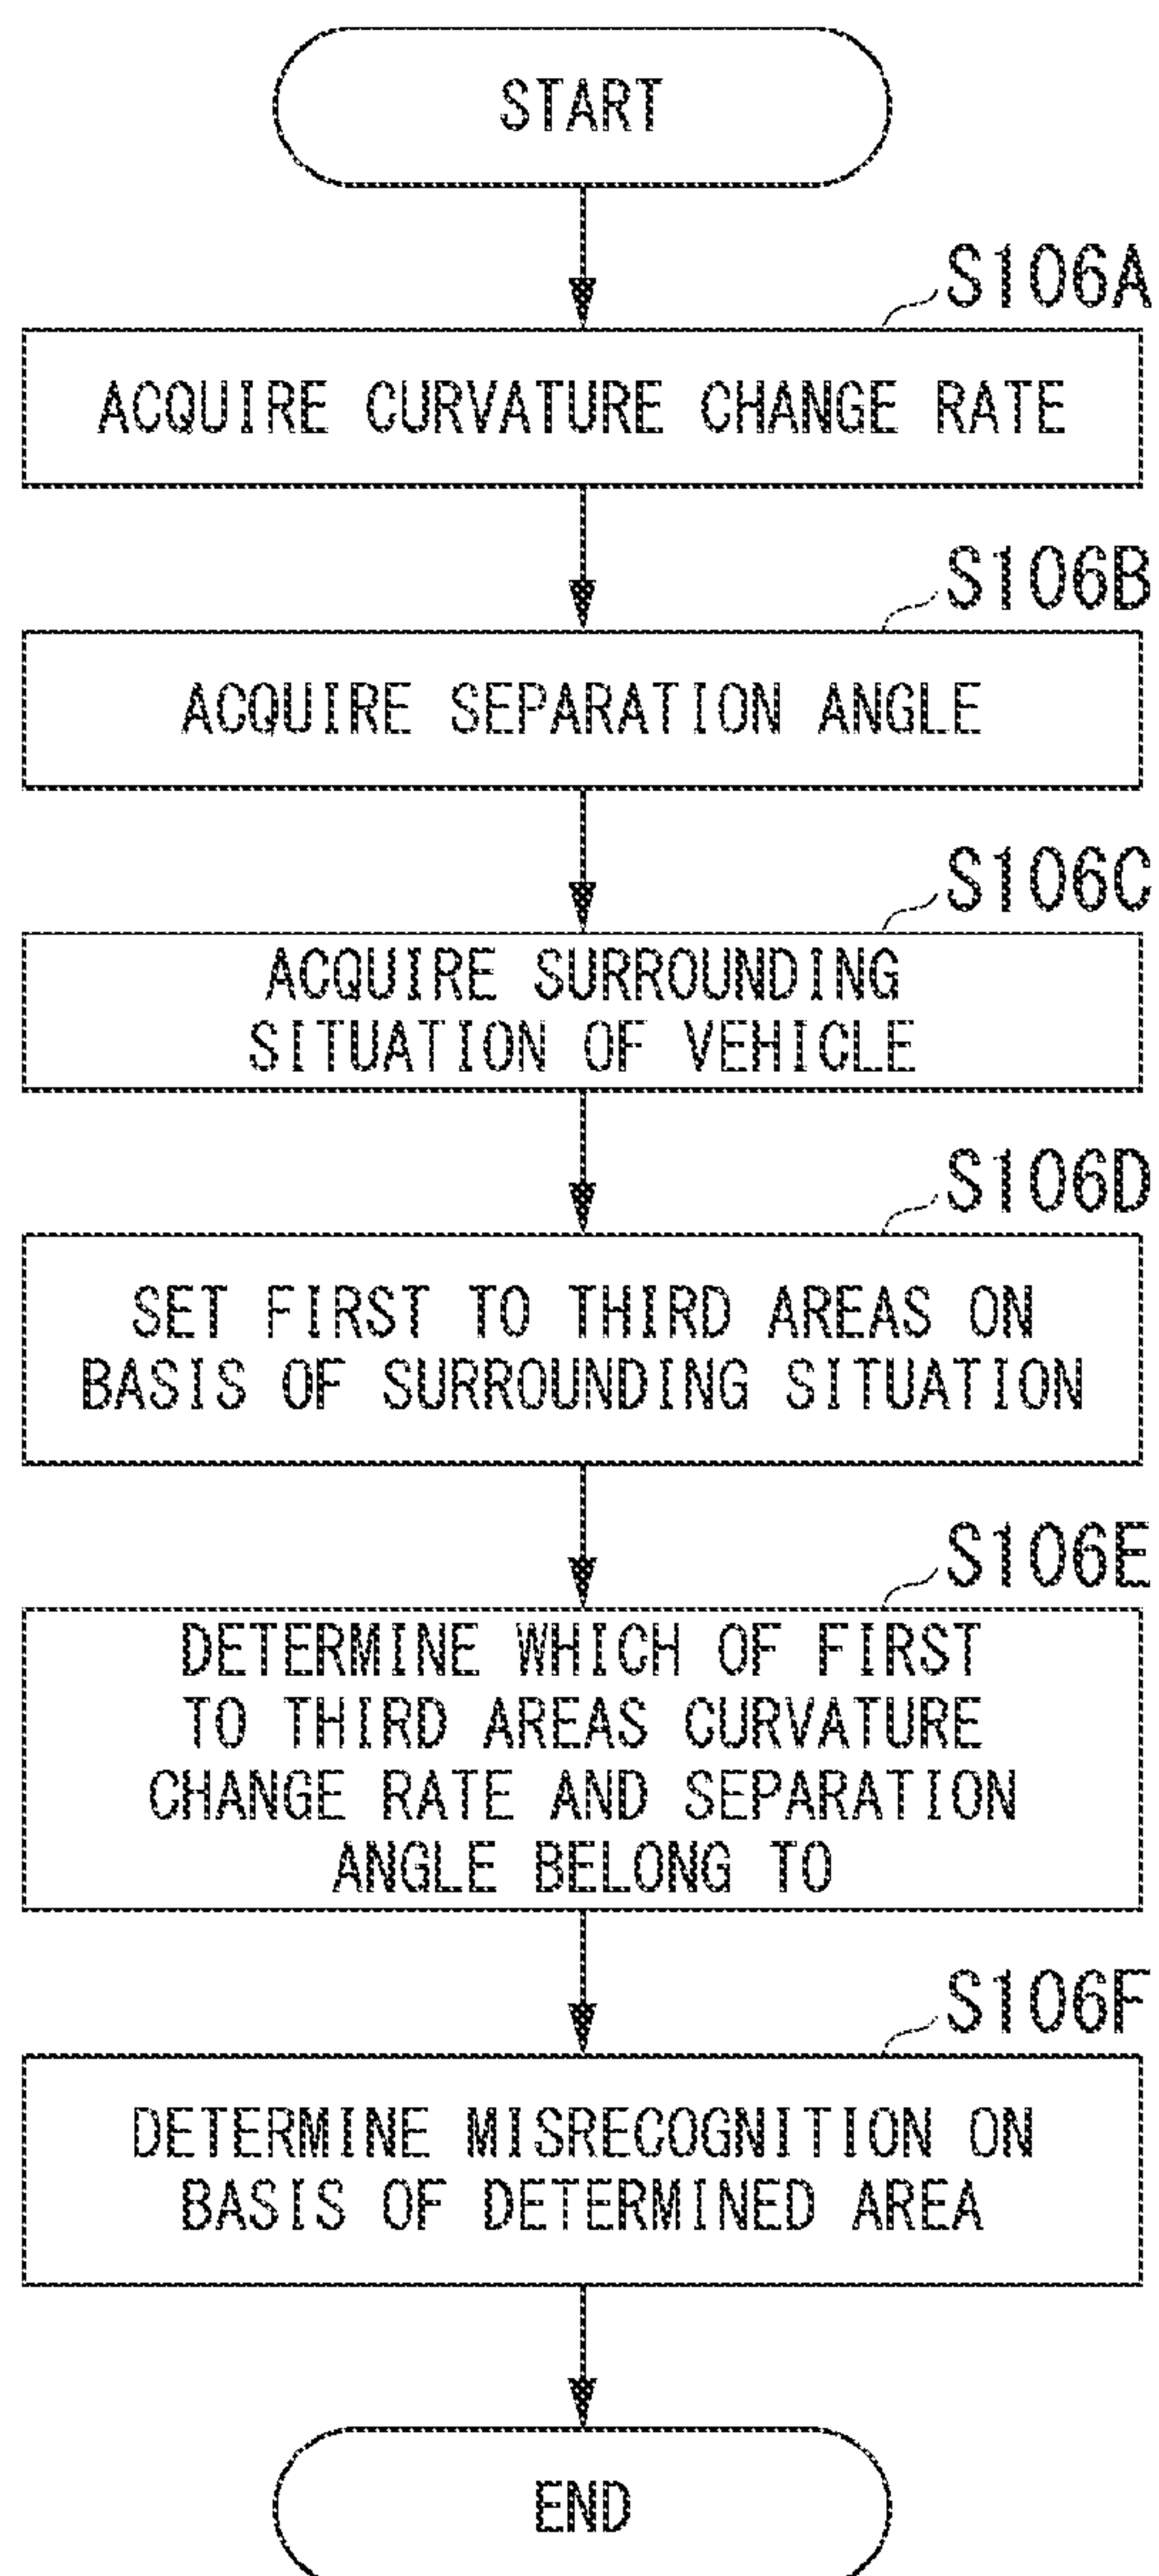 START
S106A
ACQUIRE CURVATURE CHANGE RATE
S106B
ACQUIRE SEPARATION ANGLE
S106C
ACQUIRE SURROUNDING
SITUATION OF VEHICLE
S106D
SET FIRST TO THIRD AREAS ON
BASIS OF SURROUNDING SITUATION
S106E
DETERMINE WHICH OF FIRST
TO THIRD AREAS CURVATURE
CHANGE RATE AND SEPARATION
ANGLE BELONG TO
S106F
DETERMINE MISRECOGNITION ON
BASIS OF DETERMINED AREA
END